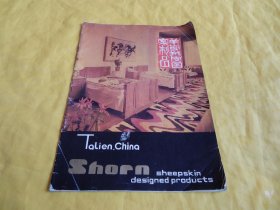 Talien, China
Shorn sheepskin
designed products